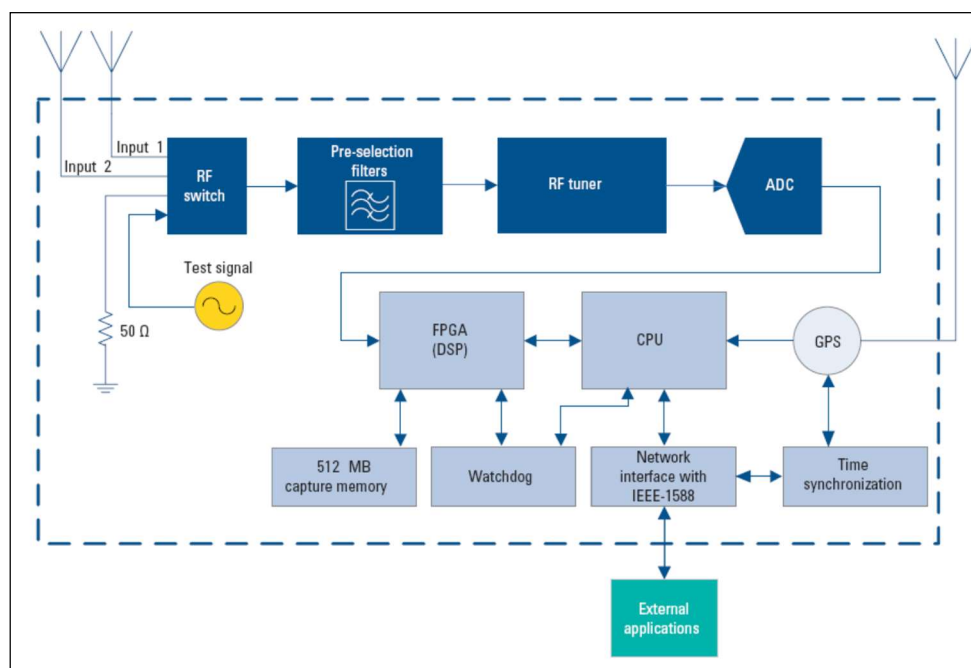 Input 1
Input 2
RF
switch
Pre-selection
filters
RF tuner
ADC
Test signal
50 Ω
FPGA
(DSP)
CPU
GPS
512 MB
capture memory
Watchdog
Network
interface with
IEEE-1588
Time
synchronization
External
applications